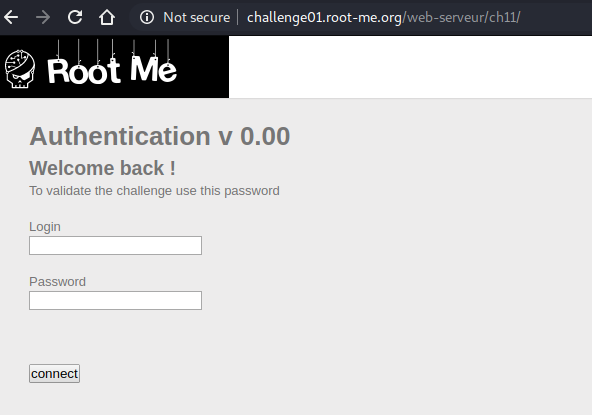 Not secure challenge01.root-me.org/web-serveur/ch11/
Root Me
Authentication v 0.00
Welcome back !
To validate the challenge use this password
Login
Password
connect